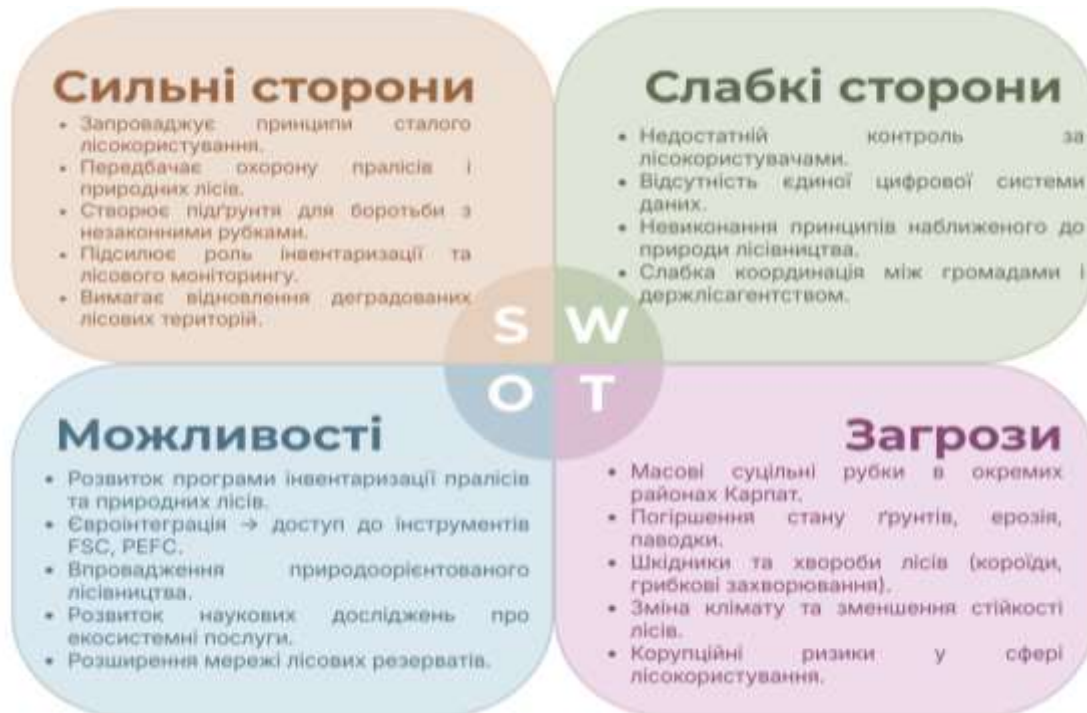 Сильні сторони
• Запроваджує принципи сталого
лісокористування.
• Передбачає охорону пралісів і
природних лісів.
• Створює підґрунтя для боротьби з
незаконними рубками.
• Підсилює роль інвентаризації та
лісового моніторингу.
• Вимагає відновлення деградованих
лісових територій.
Слабкі сторони
• Недостатній контроль за
лісокористувачами.
• Відсутність єдиної цифрової системи
даних.
• Невиконання принципів наближеного до
природи лісівництва.
• Слабка координація між громадами і
держлісагентством.
S W
O T
Можливості
• Розвиток програми інвентаризації пралісів
та природних лісів.
• Євроінтеграція → доступ до інструментів
FSC, PEFC.
• Впровадження природоорієнтованого
лісівництва.
• Розвиток наукових досліджень про
екосистемні послуги.
• Розширення мережі лісових резерватів.
Загрози
• Масові суцільні рубки в окремих
районах Карпат.
• Погіршення стану ґрунтів, ерозія,
паводки.
• Шкідники та хвороби лісів (короїди,
грибкові захворювання).
• Зміна клімату та зменшення стійкості
лісів.
• Корупційні ризики у сфері
лісокористування.